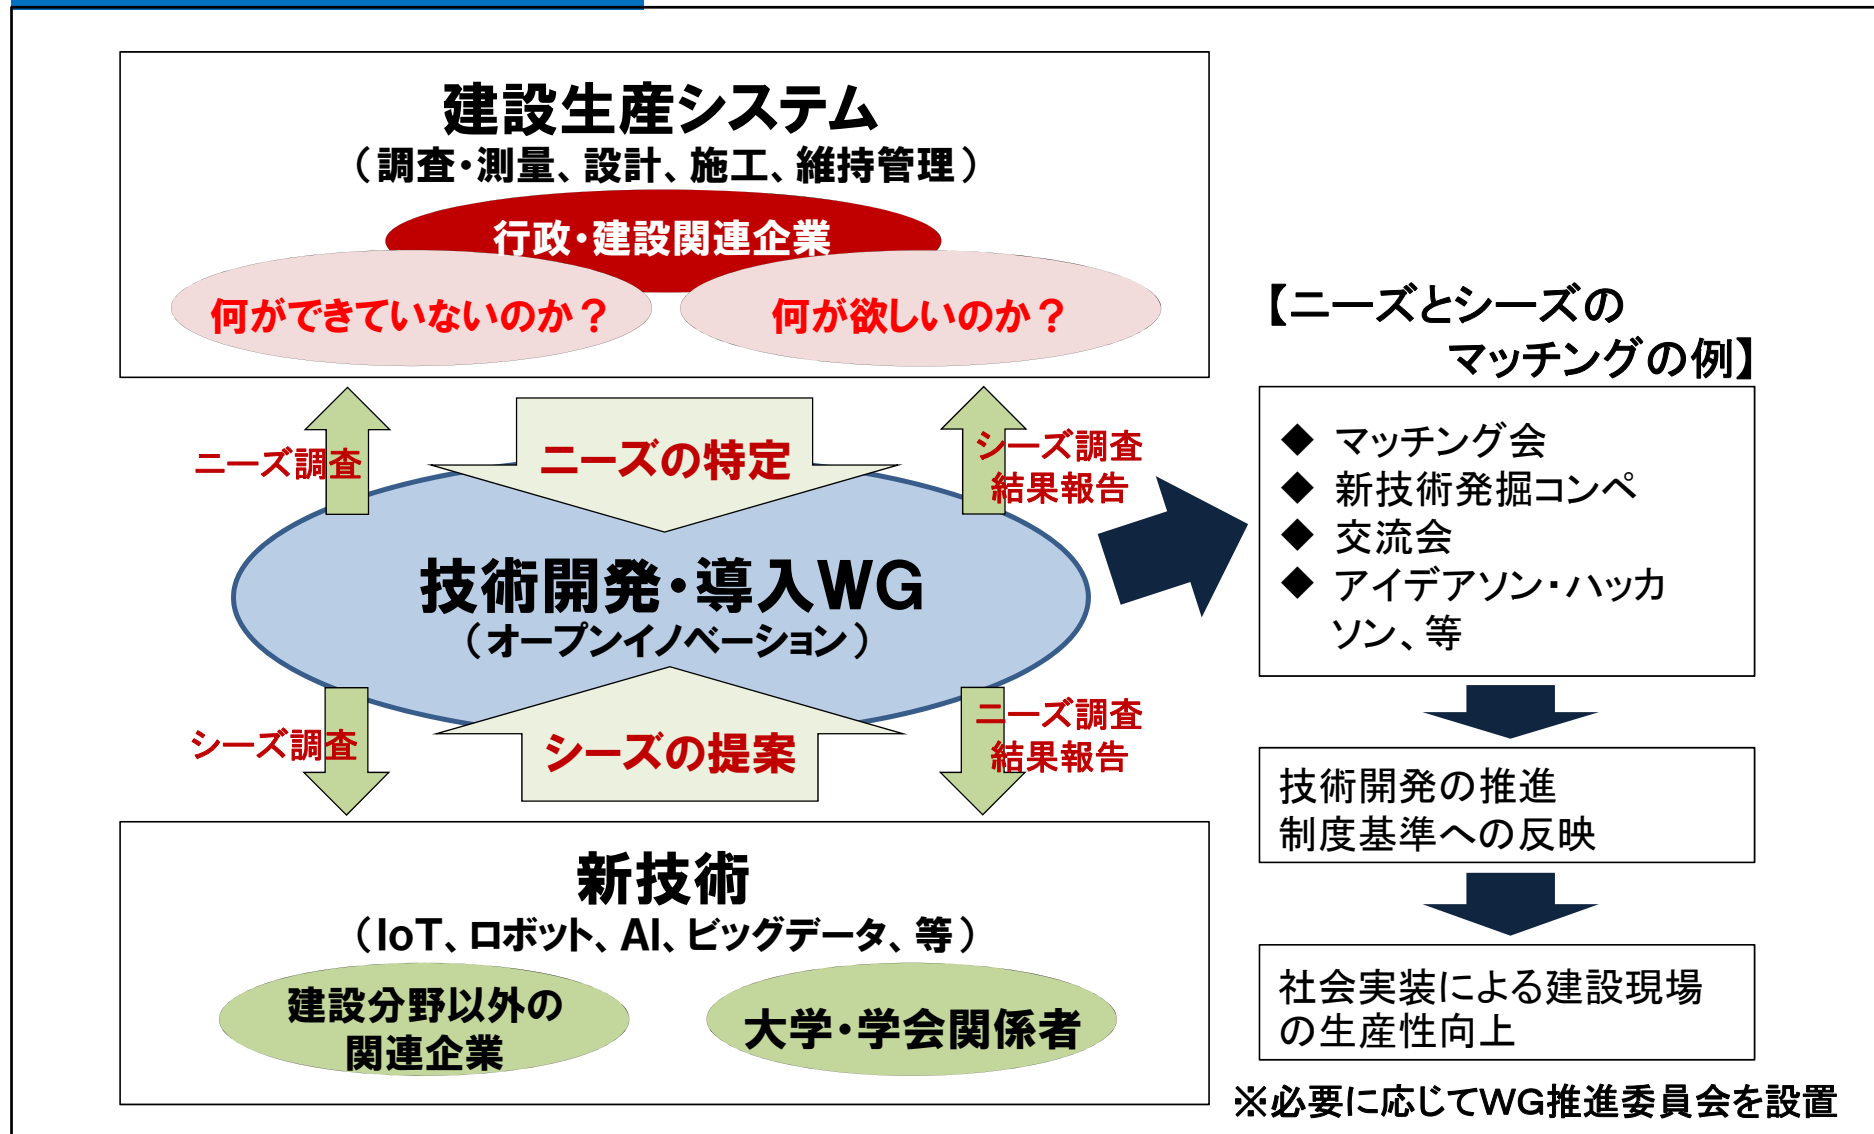 建設生産システム
（調査・測量、設計、施工、維持管理）
行政・建設関連企業
何ができていないのか？
何が欲しいのか？
ニーズ調査
ニーズの特定
シーズ調査
結果報告
技術開発・導入WG
（オープンイノベーション）
シーズ調査
シーズの提案
ニーズ調査
結果報告
新技術
（IoT、ロボット、AI、ビッグデータ、等）
建設分野以外の
関連企業
大学・学会関係者
【ニーズとシーズの
マッチングの例】
◆ マッチング会
◆ 新技術発掘コンペ
◆ 交流会
◆ アイデアソン・ハッカ
ソン、等
技術開発の推進
制度基準への反映
社会実装による建設現場
の生産性向上
※必要に応じてWG推進委員会を設置